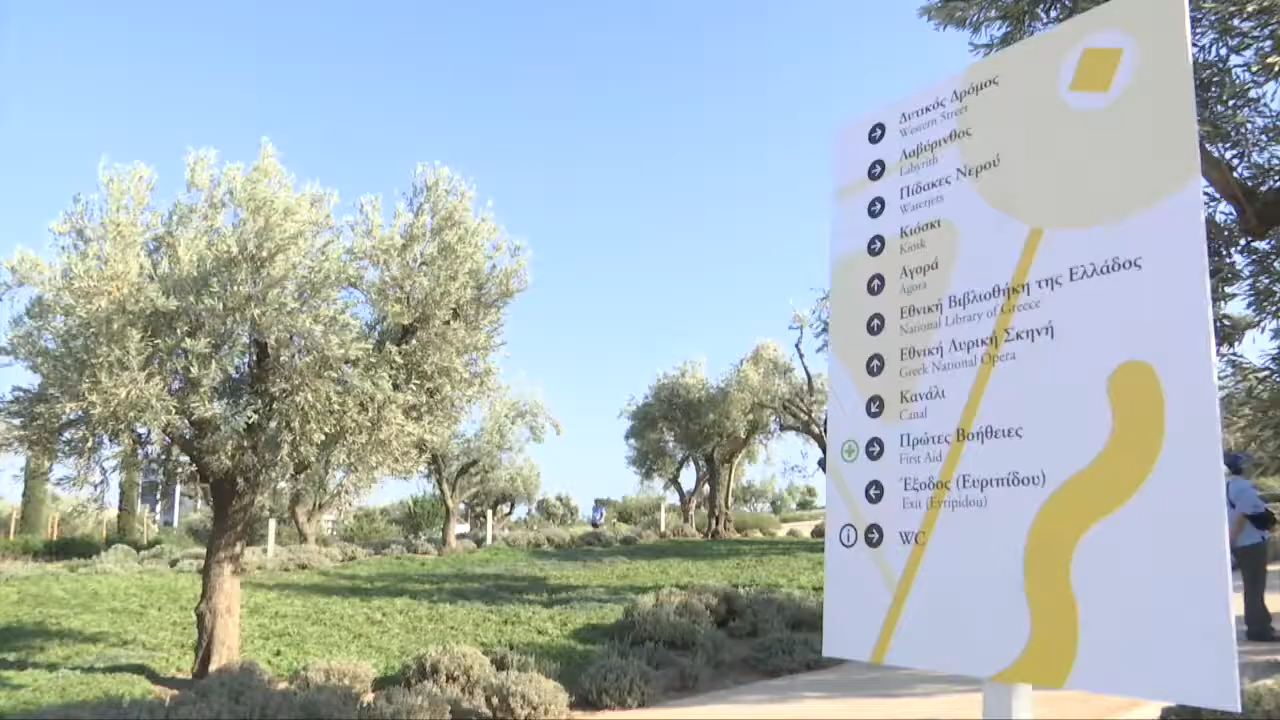 Δυτικός Δρόμος
Western Street
Λαβύρινθος
Labyrith
Πίδακες Νερού
Waterjets
Κιόσκι
Kiosk
Αγορά
Agora
Εθνική Βιβλιοθήκη της Ελλάδος
National Library of Greece
Εθνική Λυρική Σκηνή
Greek National Opera
Κανάλι
Canal
Πρώτες Βοήθειες
First Aid
Έξοδος (Ευριπίδου)
Exit (Evripidou)
WC